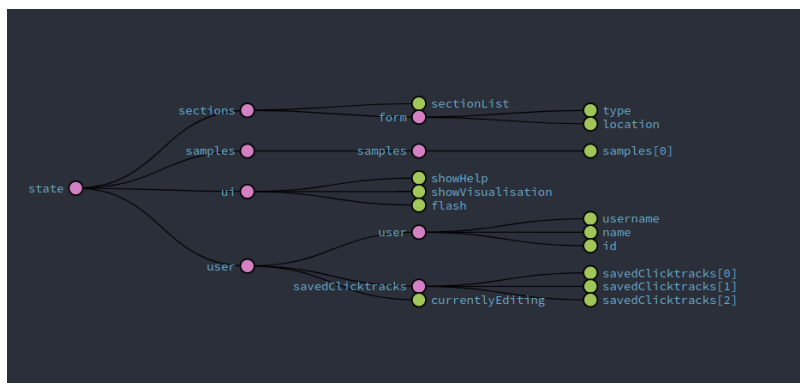 state
sections
sectionList
form
type
location
samples
samples
samples[0]
ui
showHelp
showVisualisation
flash
user
user
username
name
id
savedClicktracks
savedClicktracks[0]
savedClicktracks[1]
savedClicktracks[2]
currentlyEditing